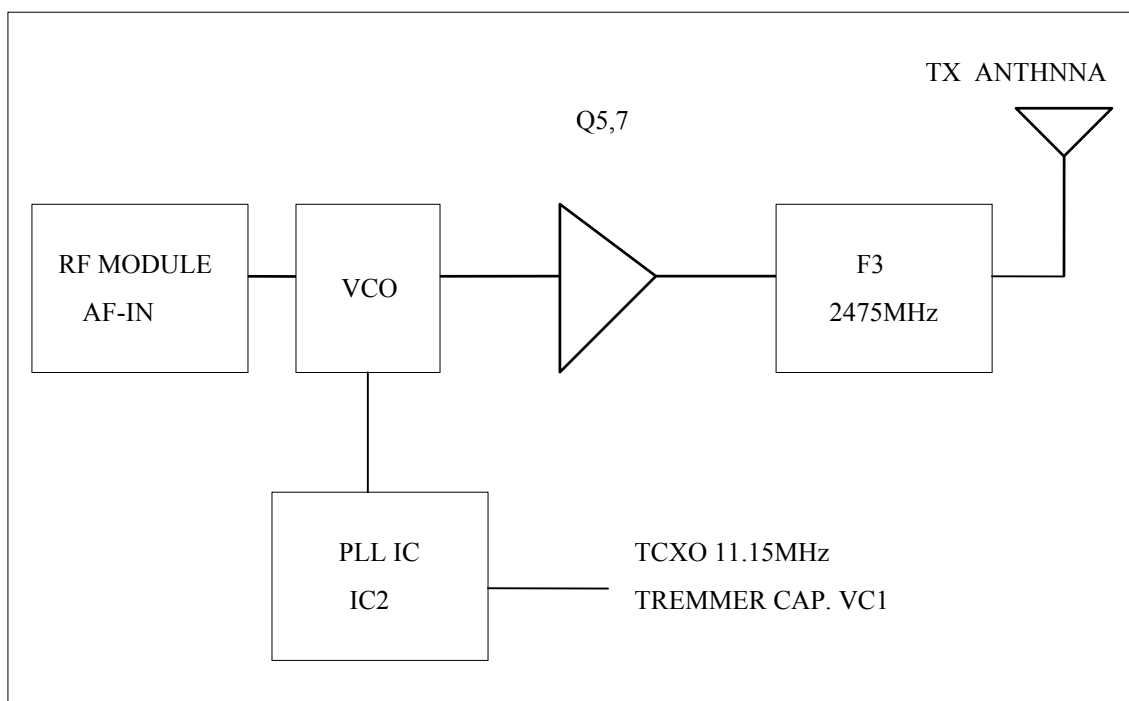 TX ANTHNNA
Q5,7
RF MODULE
AF-IN
VCO
F3
2475MHz
PLL IC
IC2
TCXO 11.15MHz
TREMMER CAP. VC1